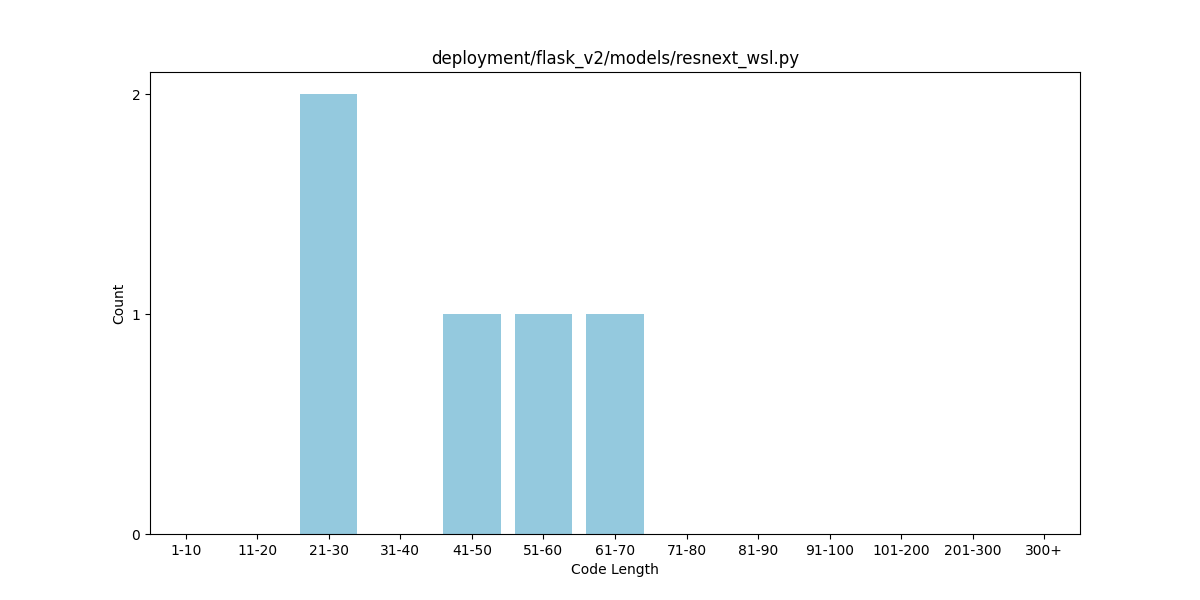 deployment/flask_v2/models/resnext_wsl.py
2
1
0
Count
1-10 11-20 21-30 31-40 41-50 51-60 61-70 71-80 81-90 91-100 101-200 201-300 300+
Code Length